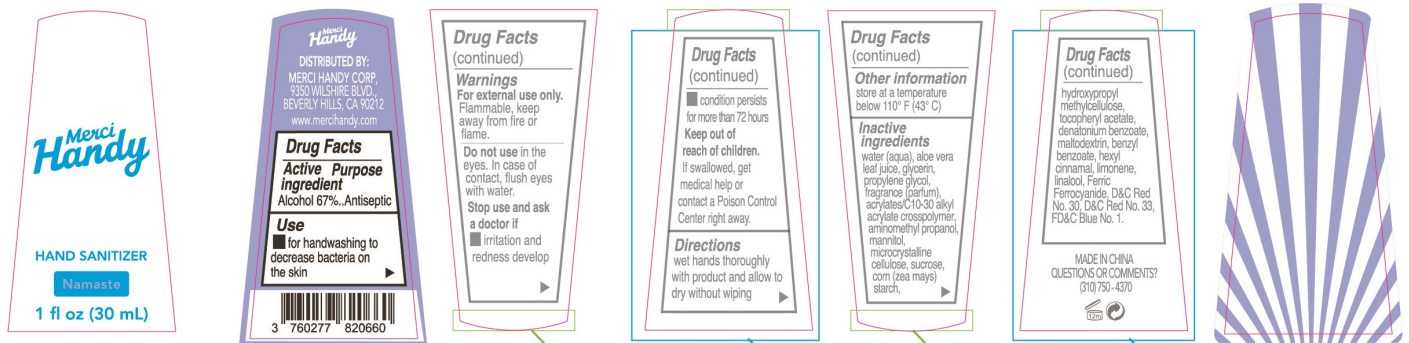 Merci
Handy
HAND SANITIZER
Namaste
1 fl oz (30 mL)
Merci
Handy
DISTRIBUTED BY:
MERCI HANDY CORP,
9350 WILSHIRE BLVD.,
BEVERLY HILLS, CA 90212
www.mercihandy.com
Drug Facts
Active Purpose
ingredient
Alcohol 67%..Antiseptic
Use
for handwashing to
decrease bacteria on
the skin
3 760277 820660
Drug Facts
(continued)
Warnings
For external use only.
Flammable, keep
away from fire or
flame.
Do not use in the
eyes. In case of
contact, flush eyes
with water.
Stop use and ask
a doctor if
irritation and
redness develop
Drug Facts
(continued)
condition persists
for more than 72 hours
Keep out of
reach of children.
If swallowed, get
medical help or
contact a Poison Control
Center right away.
Directions
wet hands thoroughly
with product and allow to
dry without wiping
Drug Facts
(continued)
Other information
store at a temperature
below 110° F (43° C)
Inactive
ingredients
water (aqua), aloe vera
leaf juice, glycerin,
propylene glycol,
fragrance (parfum),
acrylates/C10-30 alkyl
acrylate crosspolymer,
aminomethyl propanol,
mannitol,
microcrystalline
cellulose, sucrose,
corn (zea mays)
starch,
Drug Facts
(continued)
hydroxypropyl
methylcellulose,
tocopheryl acetate,
denatonium benzoate,
maltodextrin, benzyl
benzoate, hexyl
cinnamal, limonene,
linalool, Ferric
Ferrocyanide, D&C Red
No. 30, D&C Red No. 33,
FD&C Blue No. 1.
MADE IN CHINA
QUESTIONS OR COMMENTS?
(310) 750 - 4370
12m